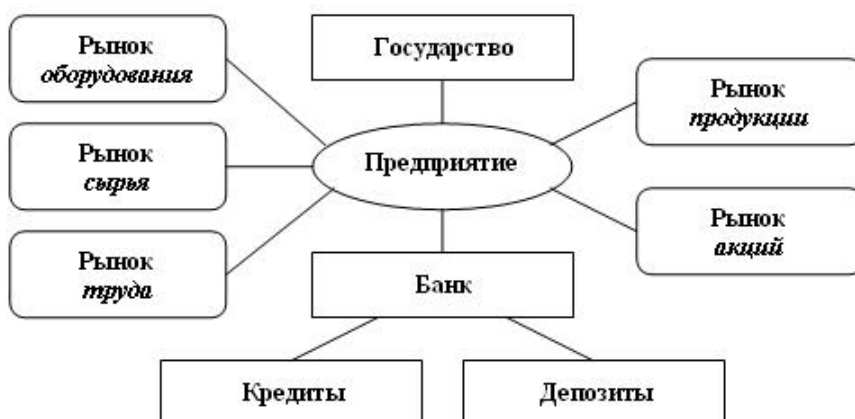 Рынок
оборудования
Государство
Рынок
продукции
Рынок
сырья
Предприятие
Рынок
акций
Рынок
труда
Банк
Кредиты
Депозиты